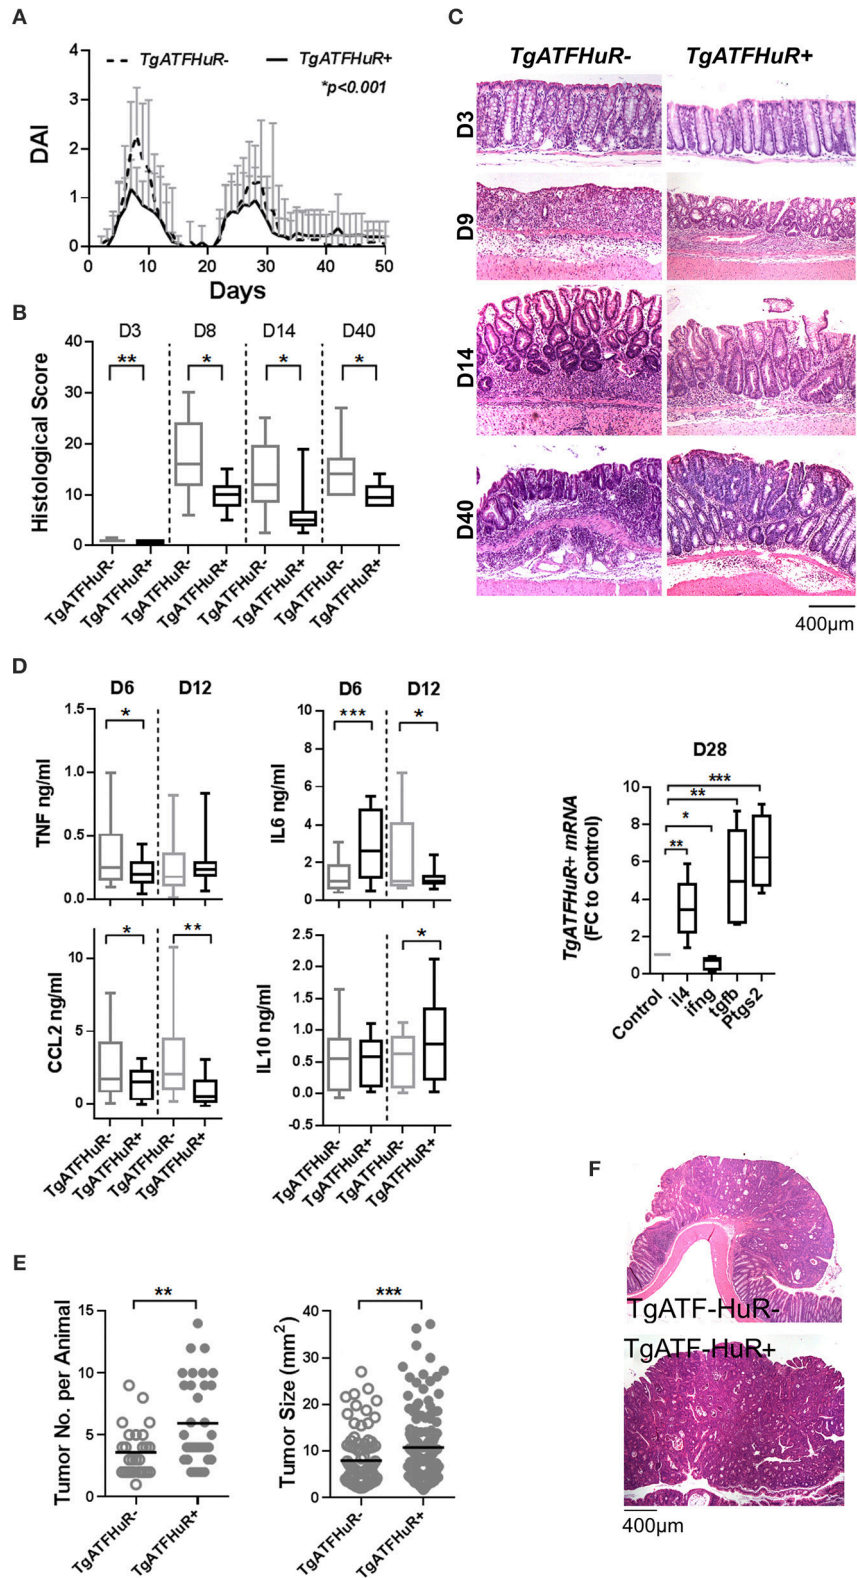 A
TgATFHuR-
TgATFHuR+
*p<0.001
DAI
4
3
2
1
0
0
10
20
30
40
50
Days
B
D3
D8
D14
D40
**
*
*
*
Histological Score
40
30
20
10
0
TgATFHuR-
TgATFHuR+
TgATFHuR-
TgATFHuR+
TgATFHuR-
TgATFHuR+
TgATFHuR-
TgATFHuR+
C
TgATFHuR-
TgATFHuR+
D3
D9
D14
D40
400µm
D
D6
D12
TNF ng/ml
1.5
1.0
0.5
0.0
*
D6
D12
IL6 ng/ml
10
8
6
4
2
0
***
*
CCL2 ng/ml
10
5
0
*
**
TgATFHuR-
TgATFHuR+
TgATFHuR-
TgATFHuR+
IL10 ng/ml
2.5
2.0
1.5
1.0
0.5
0.0
-0.5
*
TgATFHuR-
TgATFHuR+
TgATFHuR-
TgATFHuR+
D28
TgATFHuR+ mRNA
(FC to Control)
10
8
6
4
2
0
***
**
*
**
Control
il4
ifng
tgfb
Ptgs2
E
Tumor No. per Animal
15
10
5
0
**
TgATFHuR-
TgATFHuR+
Tumor Size (mm2)
40
30
20
10
0
***
TgATFHuR-
TgATFHuR+
F
TgATF-HuR-
TgATF-HuR+
400µm